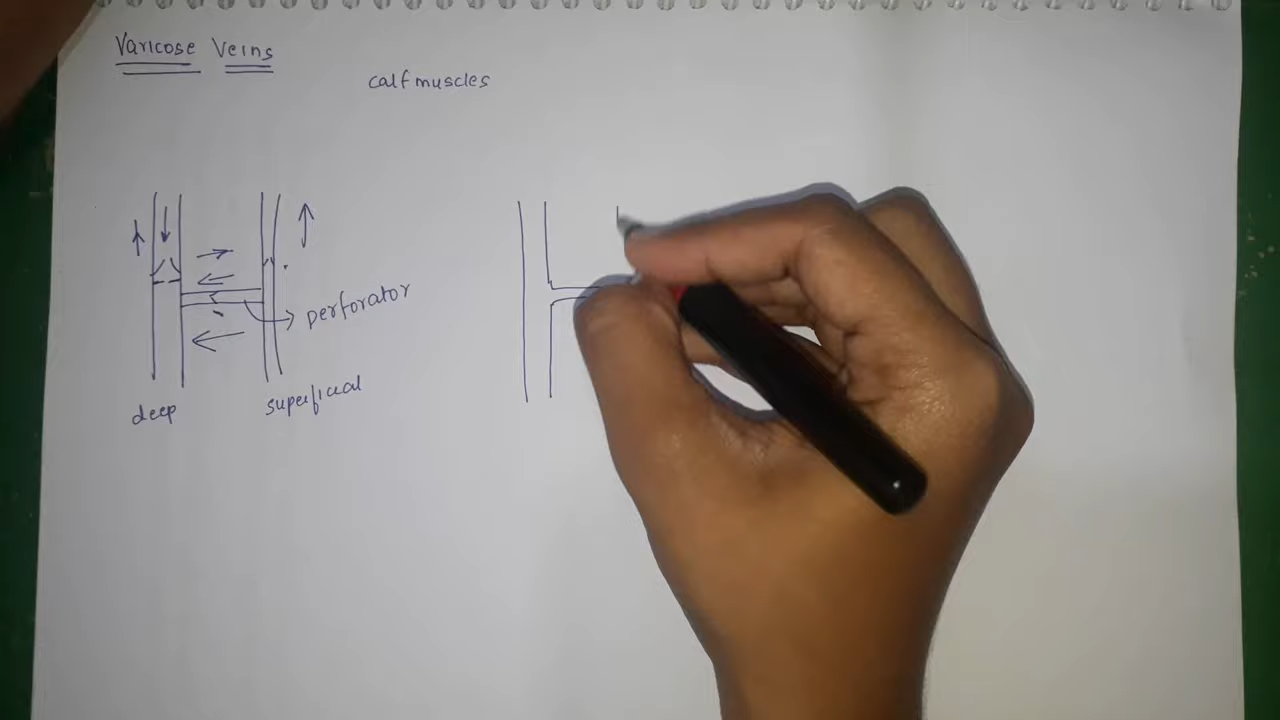 Varicose Veins
calf muscles
perforator
deep
superficial